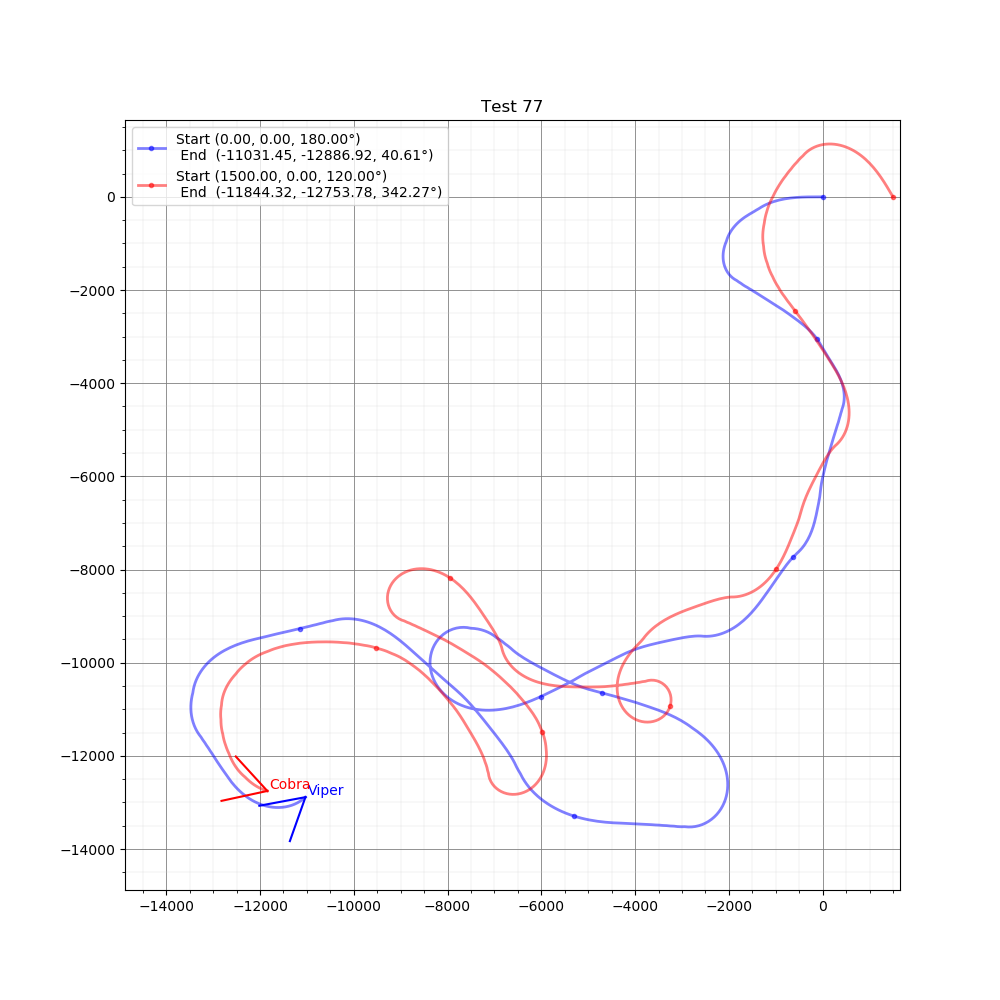 Test 77
Start (0.00, 0.00, 180.00°)
End  (-11031.45, -12886.92, 40.61°)
Start (1500.00, 0.00, 120.00°)
End  (-11844.32, -12753.78, 342.27°)
0
−2000
−4000
−6000
−8000
−10000
−12000
−14000
Cobra
Viper
−14000 −12000 −10000 −8000 −6000 −4000 −2000 0